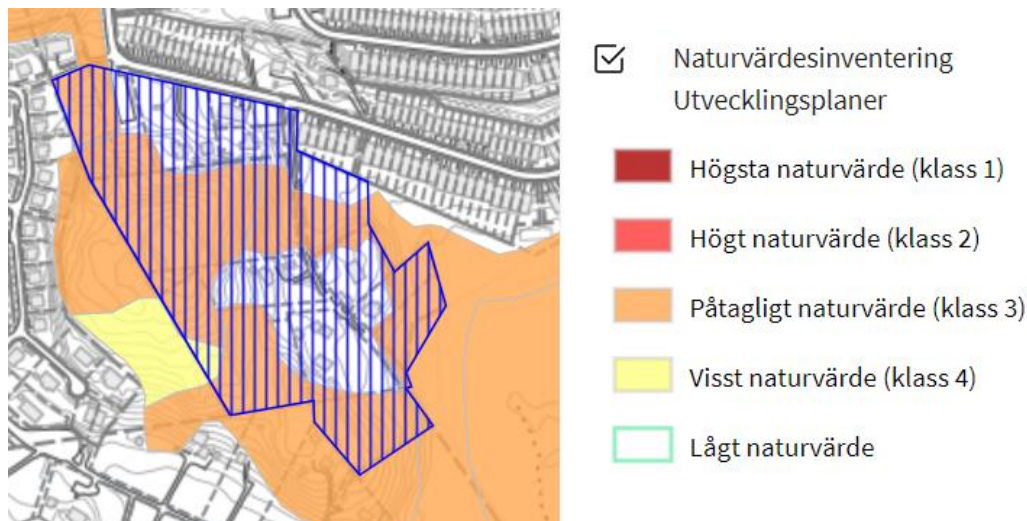 Naturvärdesinventering
Utvecklingsplaner
Högsta naturvärde (klass 1)
Högt naturvärde (klass 2)
Påtagligt naturvärde (klass 3)
Visst naturvärde (klass 4)
Lågt naturvärde